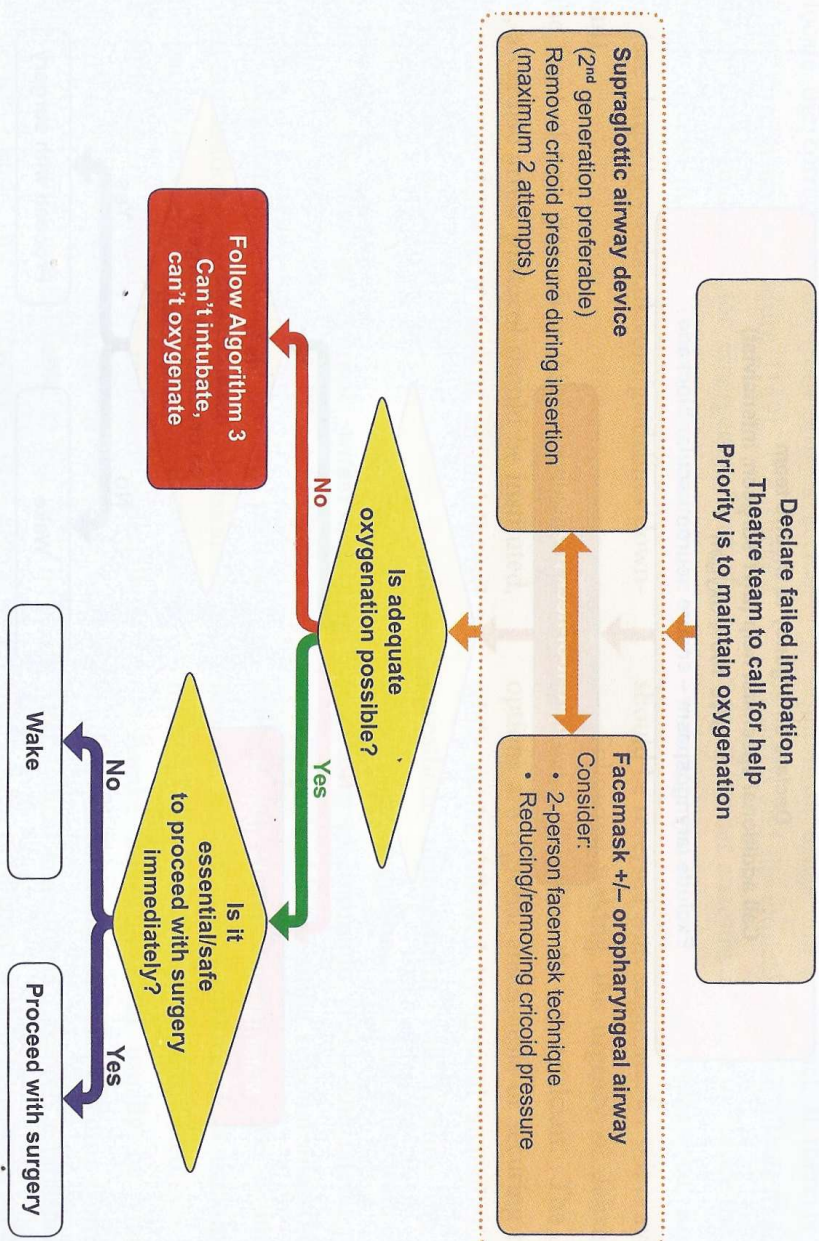 Declare failed intubation
Theatre team to call for help
Priority is to maintain oxygenation
Supraglottic airway device
(2nd generation preferable)
Remove cricoid pressure during insertion
(maximum 2 attempts)
Facemask +/– oropharyngeal airway
Consider:
• 2-person facemask technique
• Reducing/removing cricoid pressure
Is adequate
oxygenation possible?
No
Yes
Follow Algorithm 3
Can't intubate,
can't oxygenate
Is it
essential/safe
to proceed with surgery
immediately?
No
Yes
Wake
Proceed with surgery